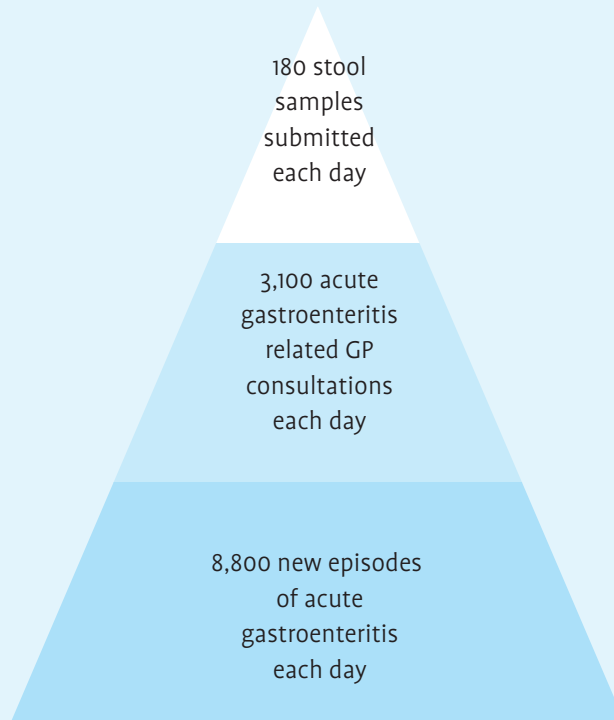 180 stool
samples
submitted
each day
3,100 acute
gastroenteritis
related GP
consultations
each day
8,800 new episodes
of acute
gastroenteritis
each day